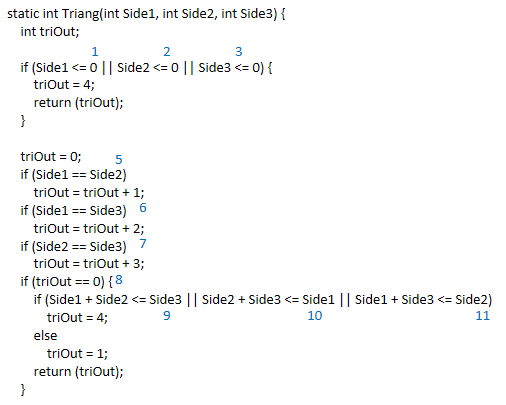 static int Triang(int Side1, int Side2, int Side3) {
int triOut;
1 2 3
if (Side1 <= 0 || Side2 <= 0 || Side3 <= 0) {
triOut = 4;
return (triOut);
}
triOut = 0; 5
if (Side1 == Side2)
triOut = triOut + 1;
if (Side1 == Side3) 6
triOut = triOut + 2;
if (Side2 == Side3) 7
triOut = triOut + 3;
if (triOut == 0) { 8
if (Side1 + Side2 <= Side3 || Side2 + Side3 <= Side1 || Side1 + Side3 <= Side2)
triOut = 4; 9 10 11
else
triOut = 1;
return (triOut);
}